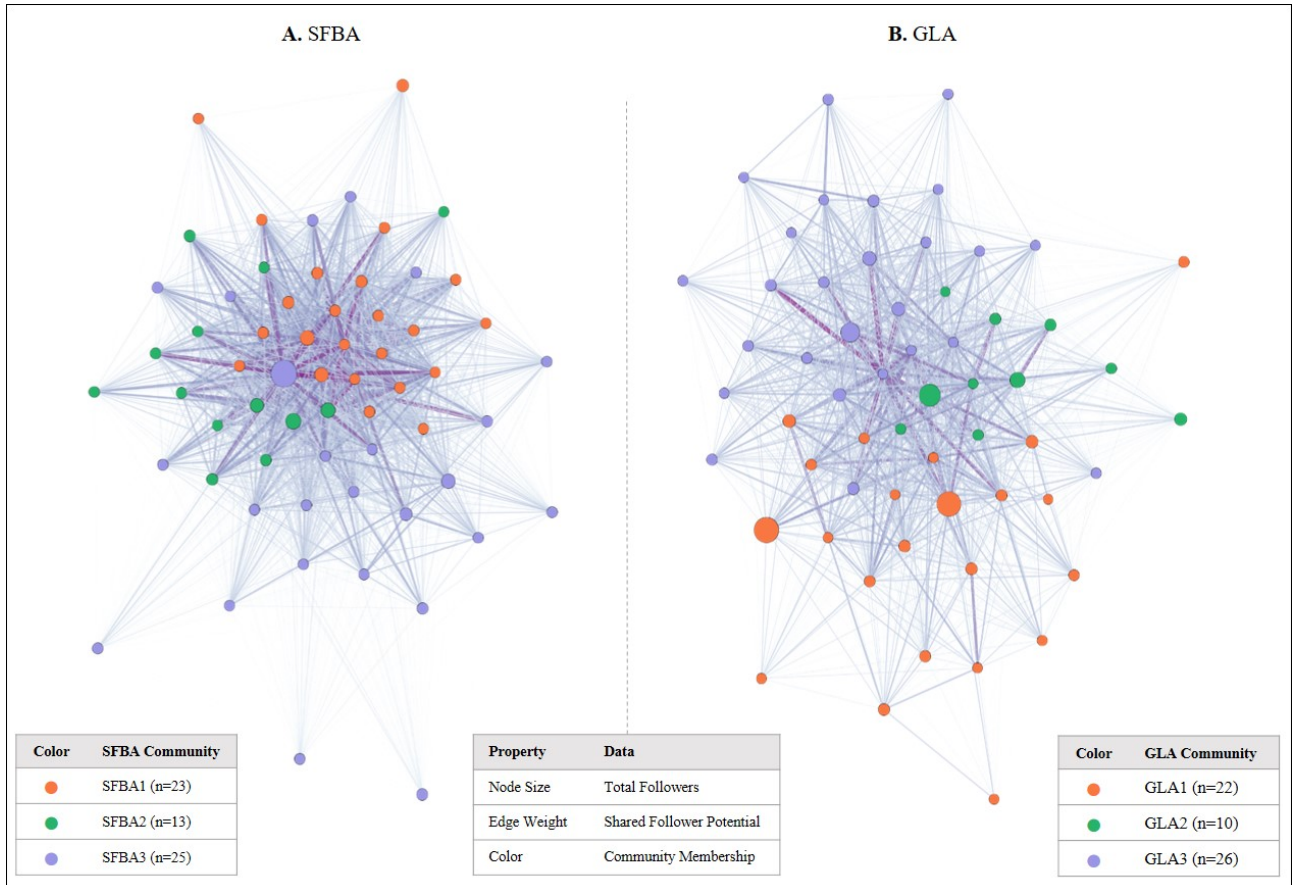 A. SFBA
B. GLA
Color SFBA Community
SFBA1 (n=23)
SFBA2 (n=13)
SFBA3 (n=25)
Property Data
Node Size Total Followers
Edge Weight Shared Follower Potential
Color Community Membership
Color GLA Community
GLA1 (n=22)
GLA2 (n=10)
GLA3 (n=26)